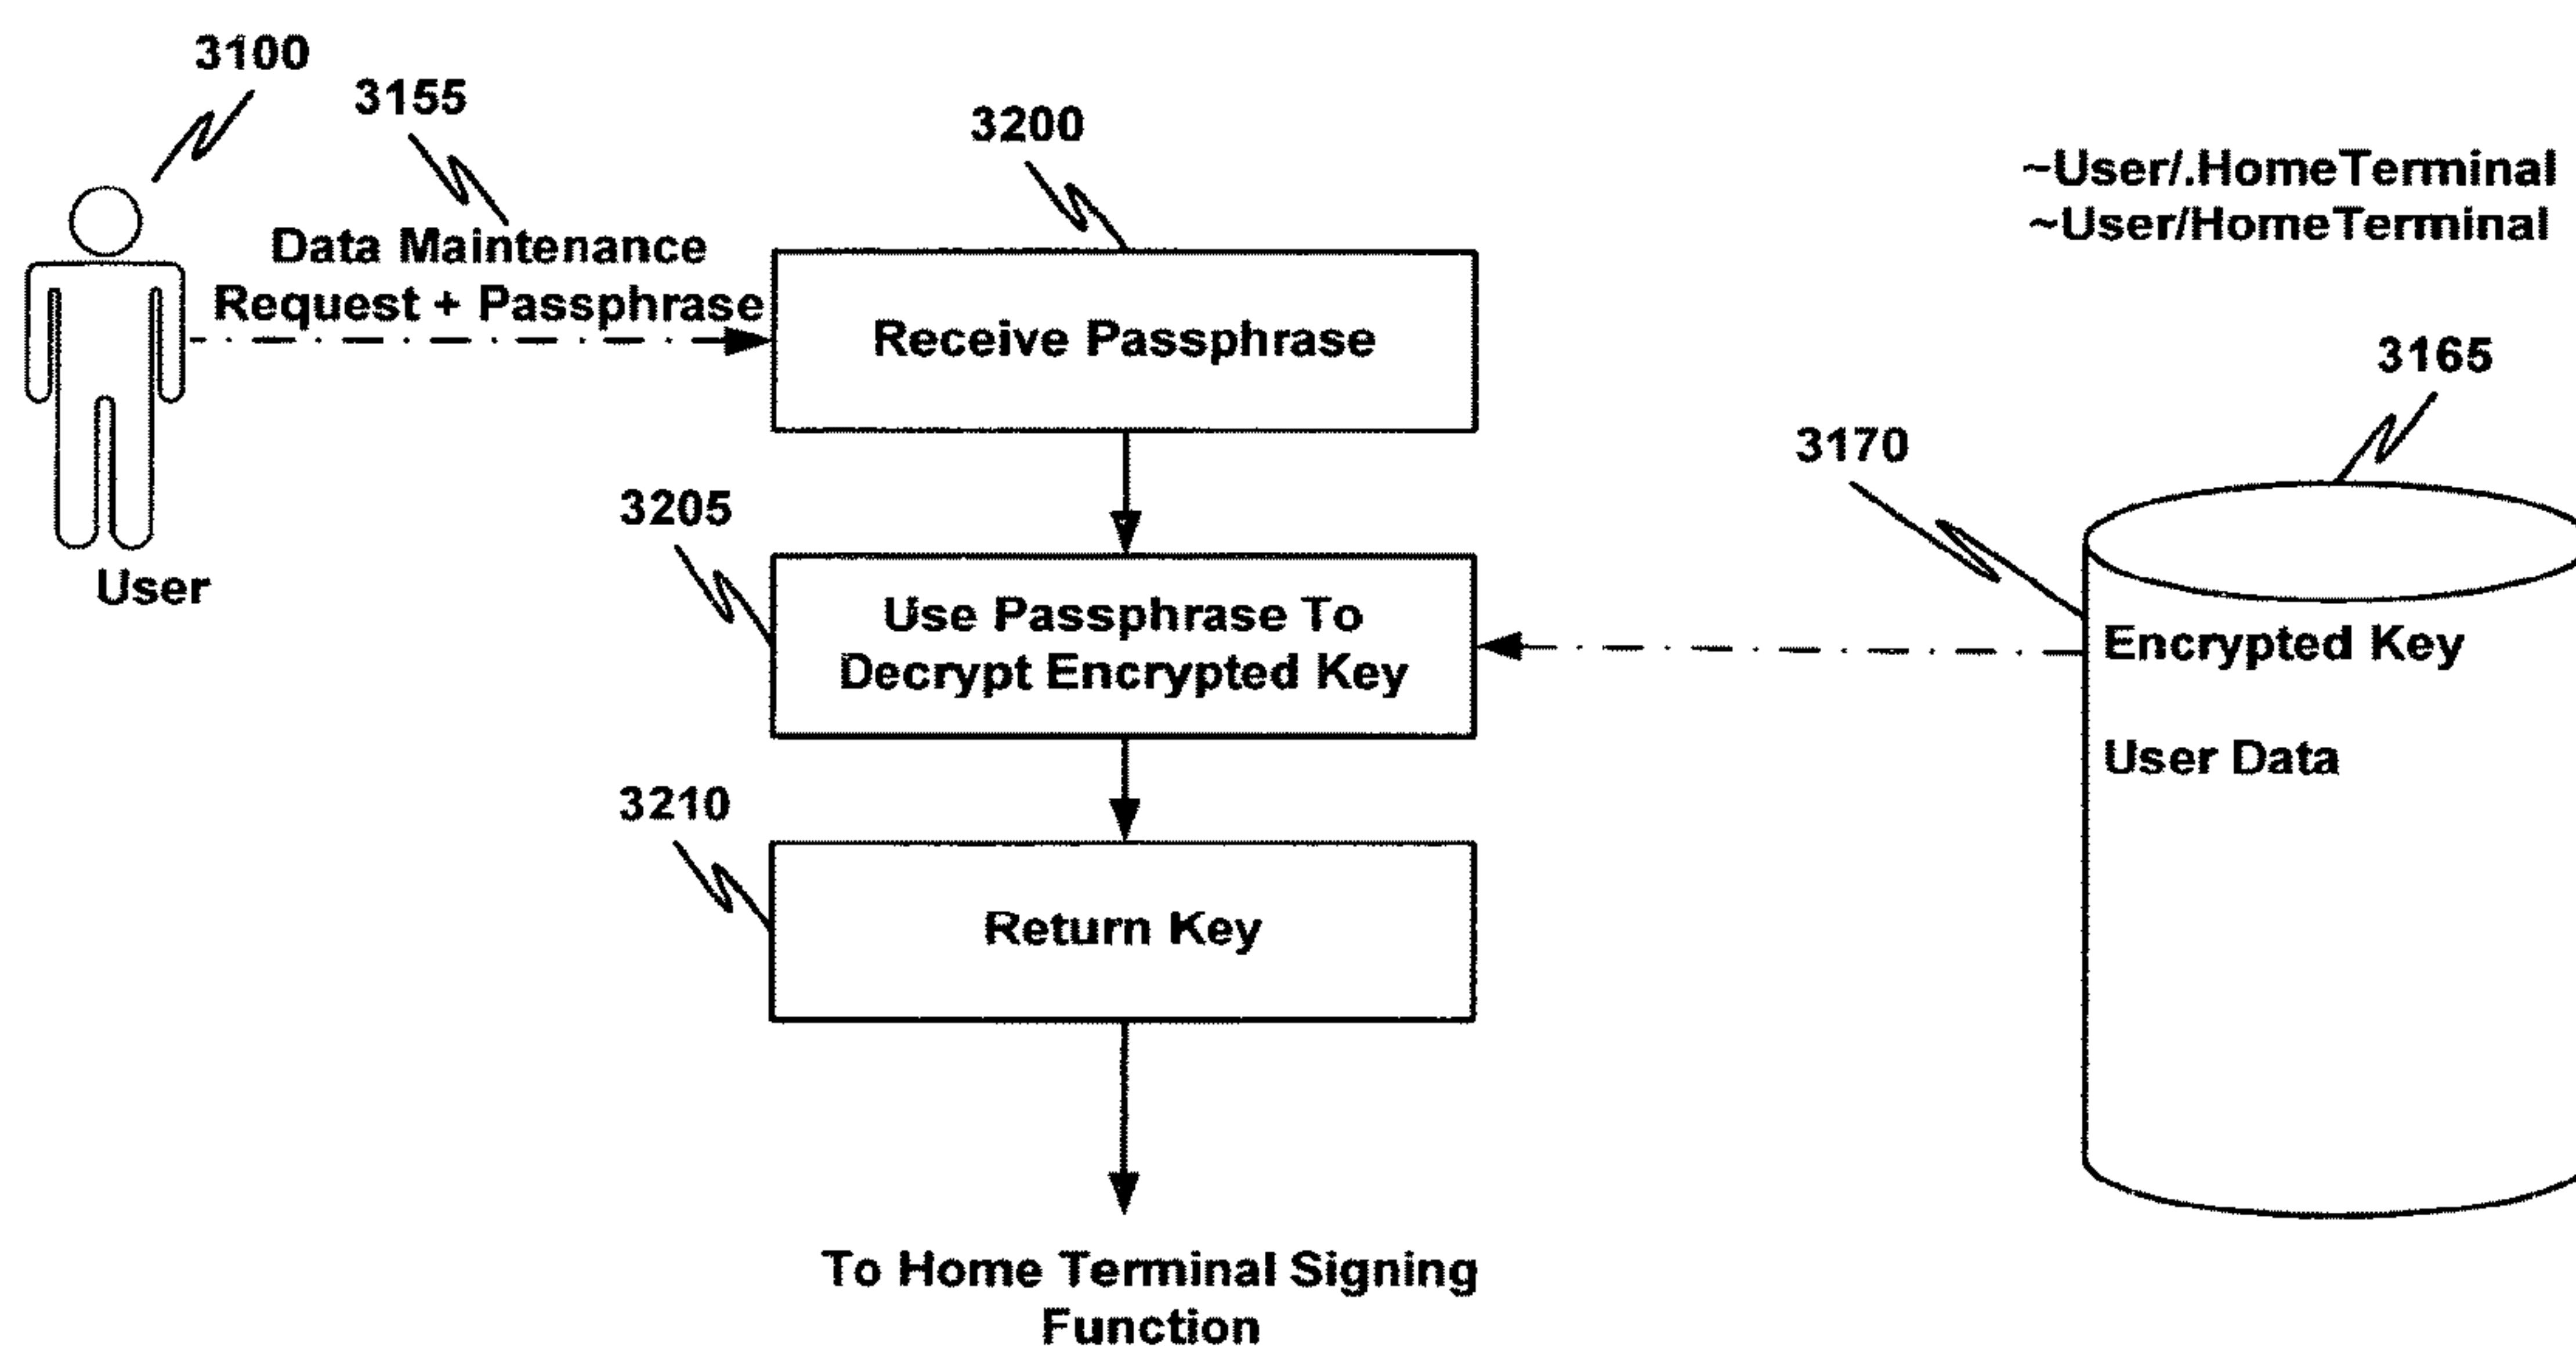 3100
3155
3200
~User/.HomeTerminal
~User/HomeTerminal
Data Maintenance
Request + Passphrase
Receive Passphrase
3165
3170
3205
User
Use Passphrase To
Decrypt Encrypted Key
Encrypted Key
User Data
3210
Return Key
To Home Terminal Signing
Function